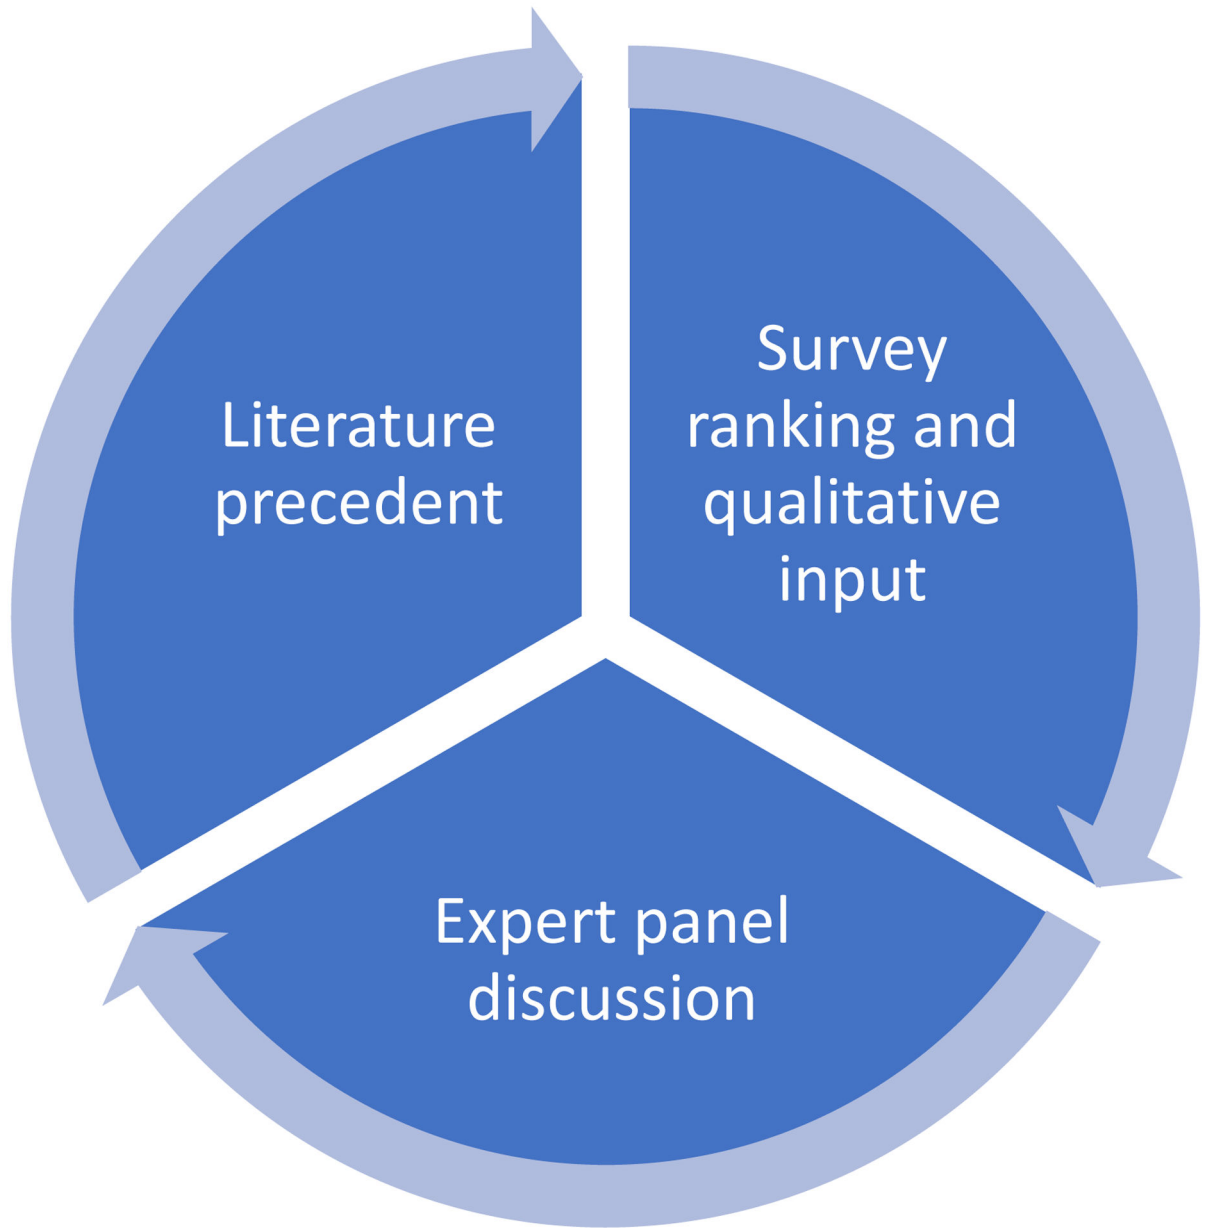 Literature
precedent
Survey
ranking and
qualitative
input
Expert panel
discussion